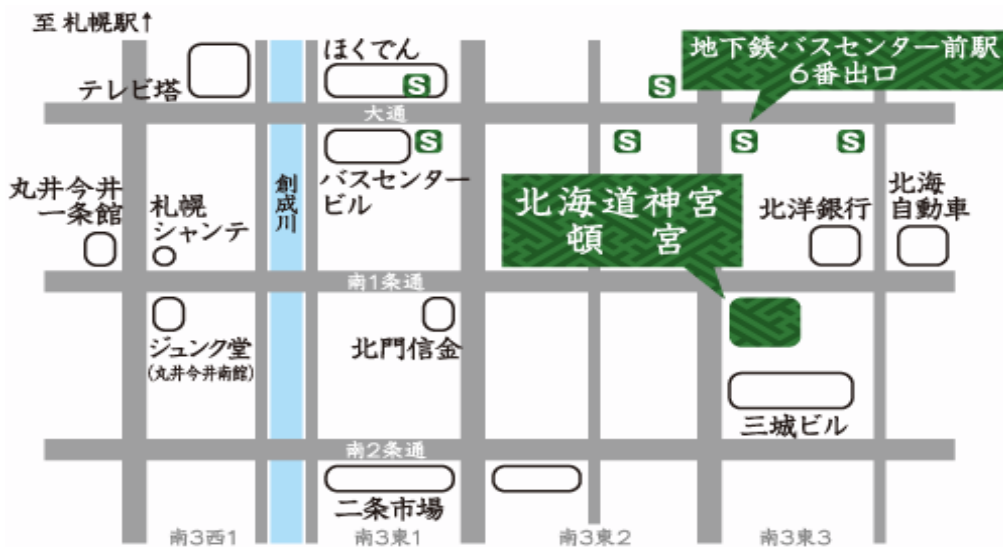 至 札幌駅↑
テレビ塔
ほくでん
S
S
地下鉄バスセンター前駅
6番出口
大通
S
S
S
S
丸井今井
一条館
札幌
シャンテ
創成川
バスセンター
ビル
北海道神宮
頓 宮
北洋銀行
北海
自動車
南1条通
ジュンク堂
(丸井今井南館)
北門信金
三城ビル
南2条通
二条市場
南3西1
南3東1
南3東2
南3東3